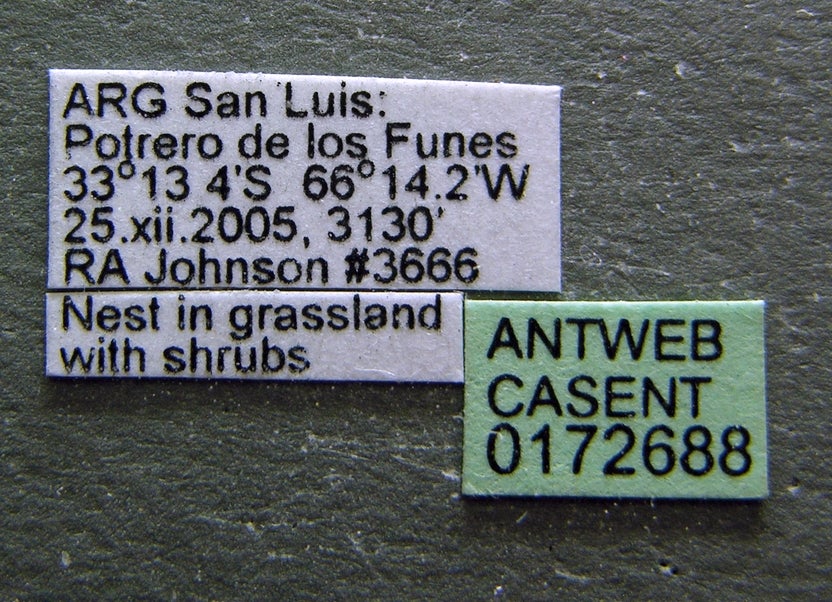 ARG San Luis:
Potrero de los Funes
33°13 4'S 66°14.2'W
25.xii.2005, 3130'
RA Johnson #3666
Nest in grassland
with shrubs
ANTWEB
CASENT
0172688